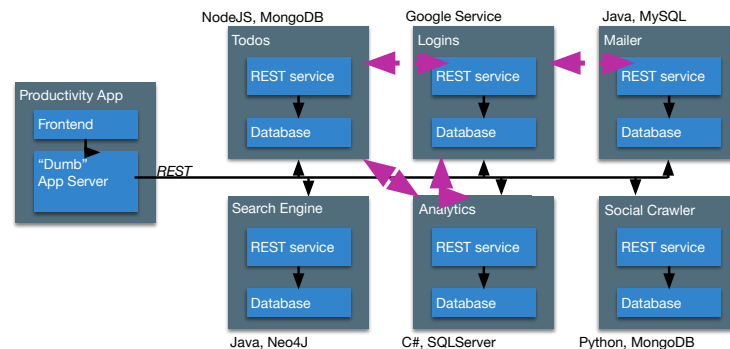 NodeJS, MongoDB
Google Service
Java, MySQL
Todos
Logins
Mailer
REST service
REST service
REST service
Database
Database
Database
Productivity App
Frontend
“Dumb”
App Server
REST
Search Engine
Analytics
Social Crawler
REST service
REST service
REST service
Database
Database
Database
Java, Neo4J
C#, SQLServer
Python, MongoDB